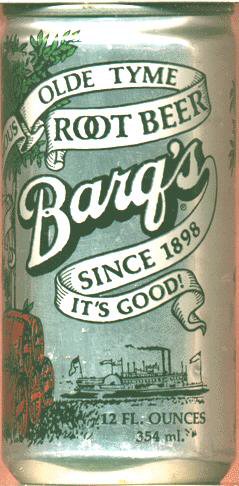 OLDE TYME
ROOT BEER
Barq's®
SINCE 1898
IT'S GOOD!
12 FL. OUNCES
354 ml.